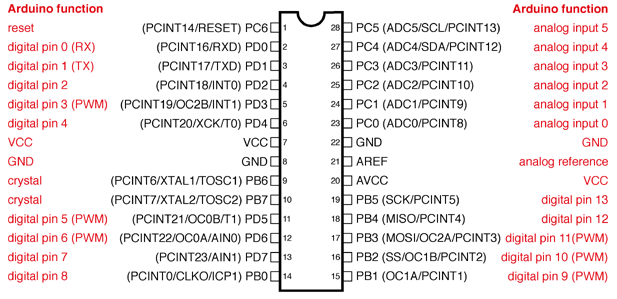 Arduino function Arduino function
reset (PCINT14/RESET) PC6 1 28 PC5 (ADC5/SCL/PCINT13) analog input 5
digital pin 0 (RX) (PCINT16/RXD) PD0 2 27 PC4 (ADC4/SDA/PCINT12) analog input 4
digital pin 1 (TX) (PCINT17/TXD) PD1 3 26 PC3 (ADC3/PCINT11) analog input 3
digital pin 2 (PCINT18/INT0) PD2 4 25 PC2 (ADC2/PCINT10) analog input 2
digital pin 3 (PWM) (PCINT19/OC2B/INT1) PD3 5 24 PC1 (ADC1/PCINT9) analog input 1
digital pin 4 (PCINT20/XCK/T0) PD4 6 23 PC0 (ADC0/PCINT8) analog input 0
VCC VCC 7 22 GND GND
GND GND 8 21 AREF analog reference
crystal (PCINT6/XTAL1/TOSC1) PB6 9 20 AVCC VCC
crystal (PCINT7/XTAL2/TOSC2) PB7 10 19 PB5 (SCK/PCINT5) digital pin 13
digital pin 5 (PWM) (PCINT21/OC0B/T1) PD5 11 18 PB4 (MISO/PCINT4) digital pin 12
digital pin 6 (PWM) (PCINT22/OC0A/AIN0) PD6 12 17 PB3 (MOSI/OC2A/PCINT3) digital pin 11(PWM)
digital pin 7 (PCINT23/AIN1) PD7 13 16 PB2 (SS/OC1B/PCINT2) digital pin 10 (PWM)
digital pin 8 (PCINT0/CLKO/ICP1) PB0 14 15 PB1 (OC1A/PCINT1) digital pin 9 (PWM)